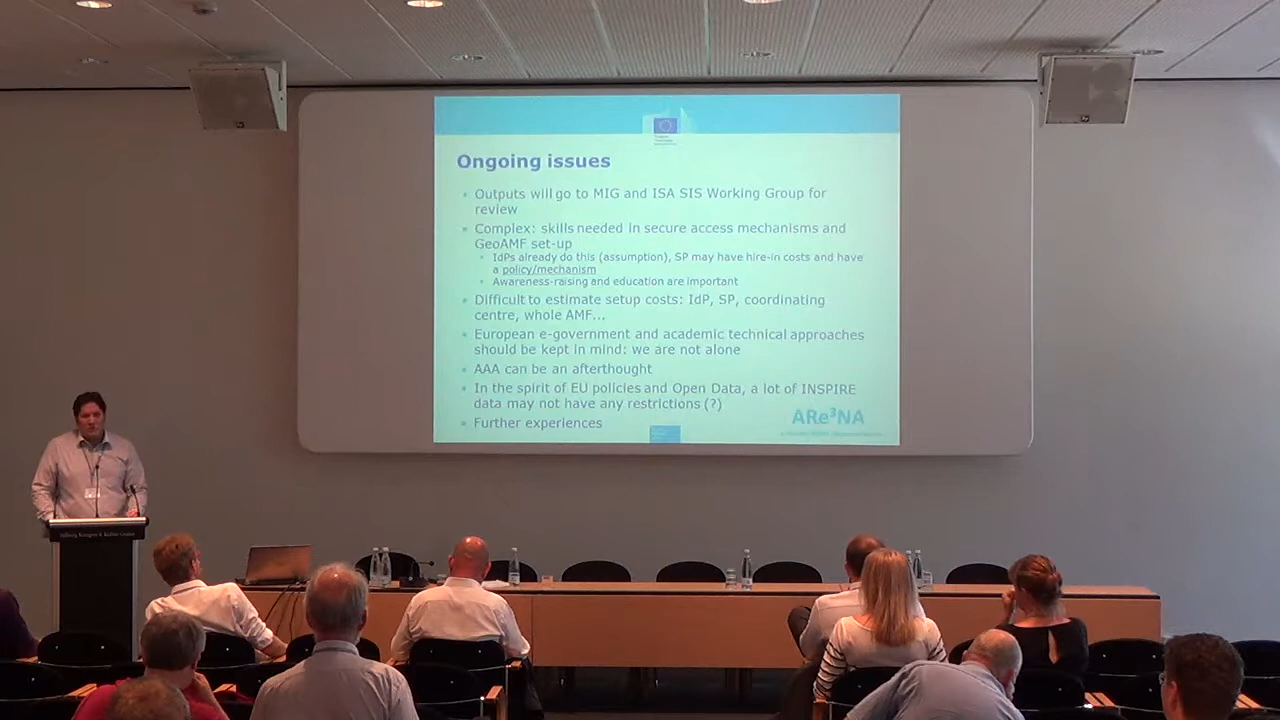 Ongoing issues
Outputs will go to MIG and ISA SIS Working Group for
review
Complex: skills needed in secure access mechanisms and
GeoAMF set-up
IdPs already do this (assumption), SP may have hire-in costs and have
a policy/mechanism
Awareness-raising and education are important
Difficult to estimate setup costs: IdP, SP, coordinating
centre, whole AMF...
European e-government and academic technical approaches
should be kept in mind: we are not alone
AAA can be an afterthought
In the spirit of EU policies and Open Data, a lot of INSPIRE
data may not have any restrictions (?)
Further experiences
ARe³NA
Aalborg Kongres & Kultur Center